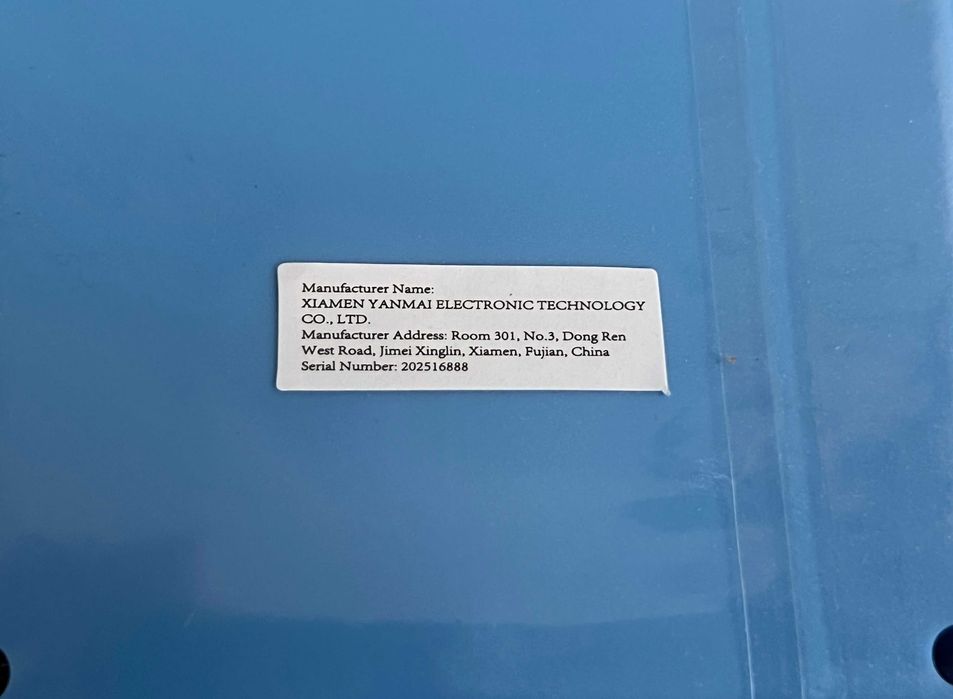 Manufacturer Name:
XIAMEN YANMAI ELECTRONIC TECHNOLOGY
CO., LTD.
Manufacturer Address: Room 301, No.3, Dong Ren
West Road, Jimei Xinglin, Xiamen, Fujian, China
Serial Number: 202516888